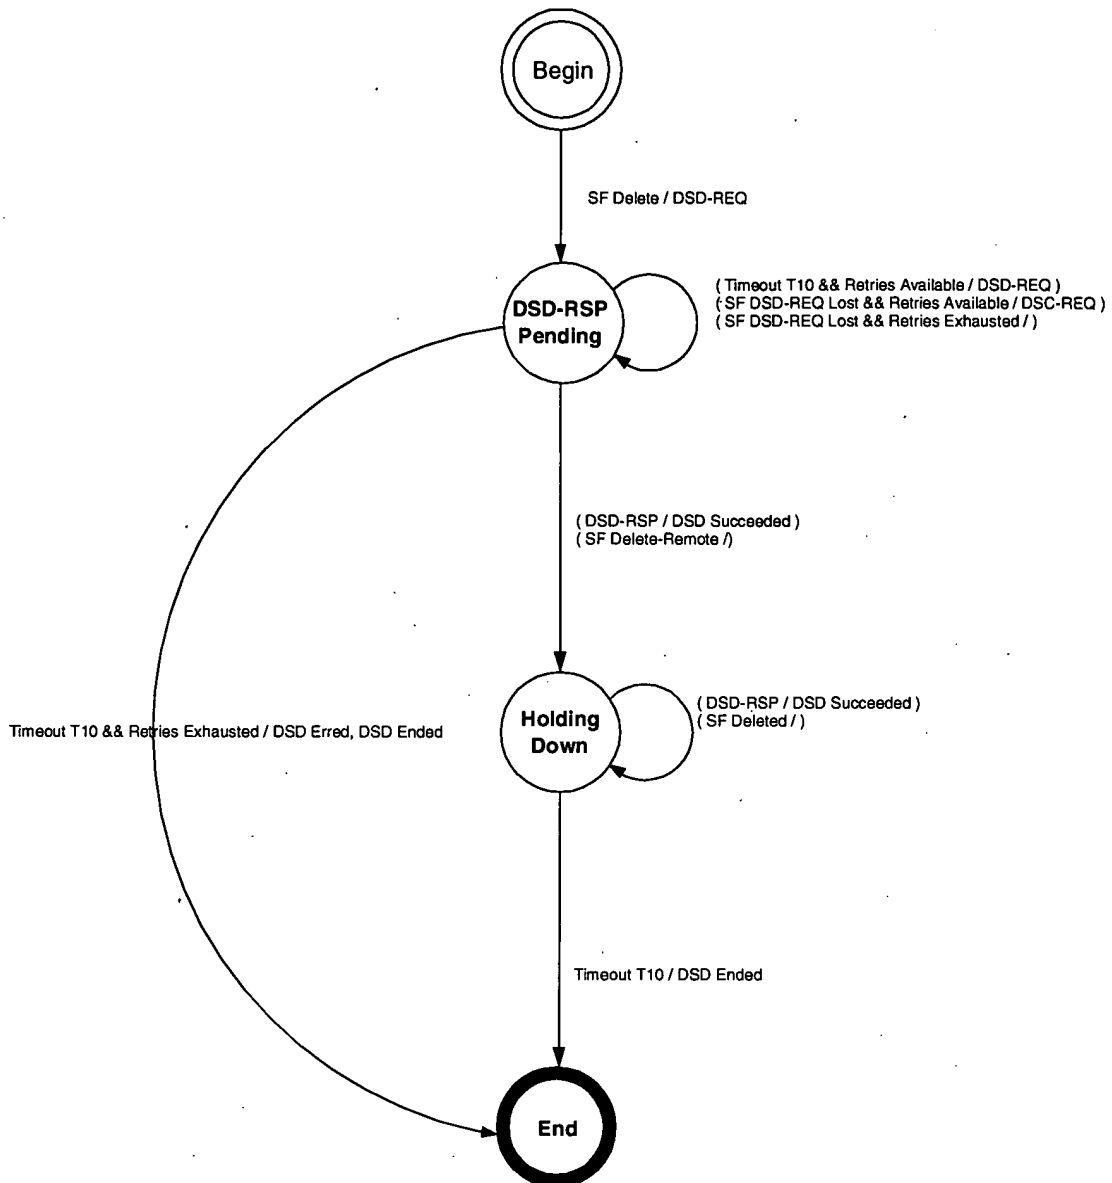 Begin
SF Delete / DSD-REQ
DSD-RSP
Pending
( Timeout T10 && Retries Available / DSD-REQ )
( SF DSD-REQ Lost && Retries Available / DSC-REQ )
( SF DSD-REQ Lost && Retries Exhausted / )
( DSD-RSP / DSD Succeeded )
( SF Delete-Remote /)
Holding
Down
( DSD-RSP / DSD Succeeded )
( SF Deleted / )
Timeout T10 && Retries Exhausted / DSD Erred, DSD Ended
Timeout T10 / DSD Ended
End